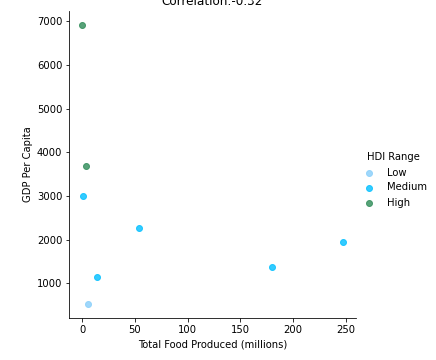 Correlation:-0.32
7000
6000
5000
4000
3000
2000
1000
GDP Per Capita
0
50
100
150
200
250
Total Food Produced (millions)
HDI Range
Low
Medium
High